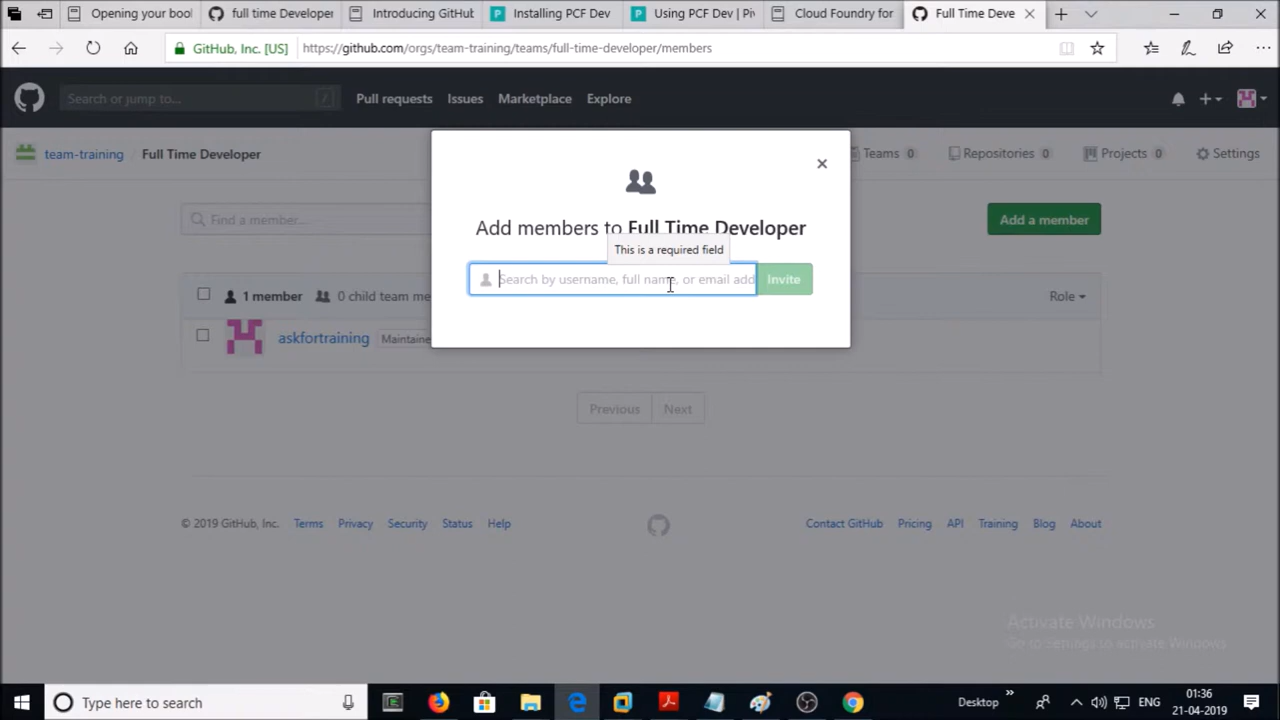 Opening your bool
full time Developer
Introducing GitHub
Installing PCF Dev
Using PCF Dev | Piv
Cloud Foundry for
Full Time Deve
GitHub, Inc. [US]
https://github.com/orgs/team-training/teams/full-time-developer/members
Search or jump to...
/
Pull requests
Issues
Marketplace
Explore
team-training / Full Time Developer
Teams 0
Repositories 0
Projects 0
Settings
Find a member...
Add a member
Add members to Full Time Developer
This is a required field
Search by username, full name, or email add
Invite
1 member
0 child team me
Role
askfortraining
Maintaine
Previous
Next
© 2019 GitHub, Inc.
Terms
Privacy
Security
Status
Help
Contact GitHub
Pricing
API
Training
Blog
About
Activate Windows
Go to Settings to activate Windows.
Type here to search
Desktop
ENG
01:36
21-04-2019